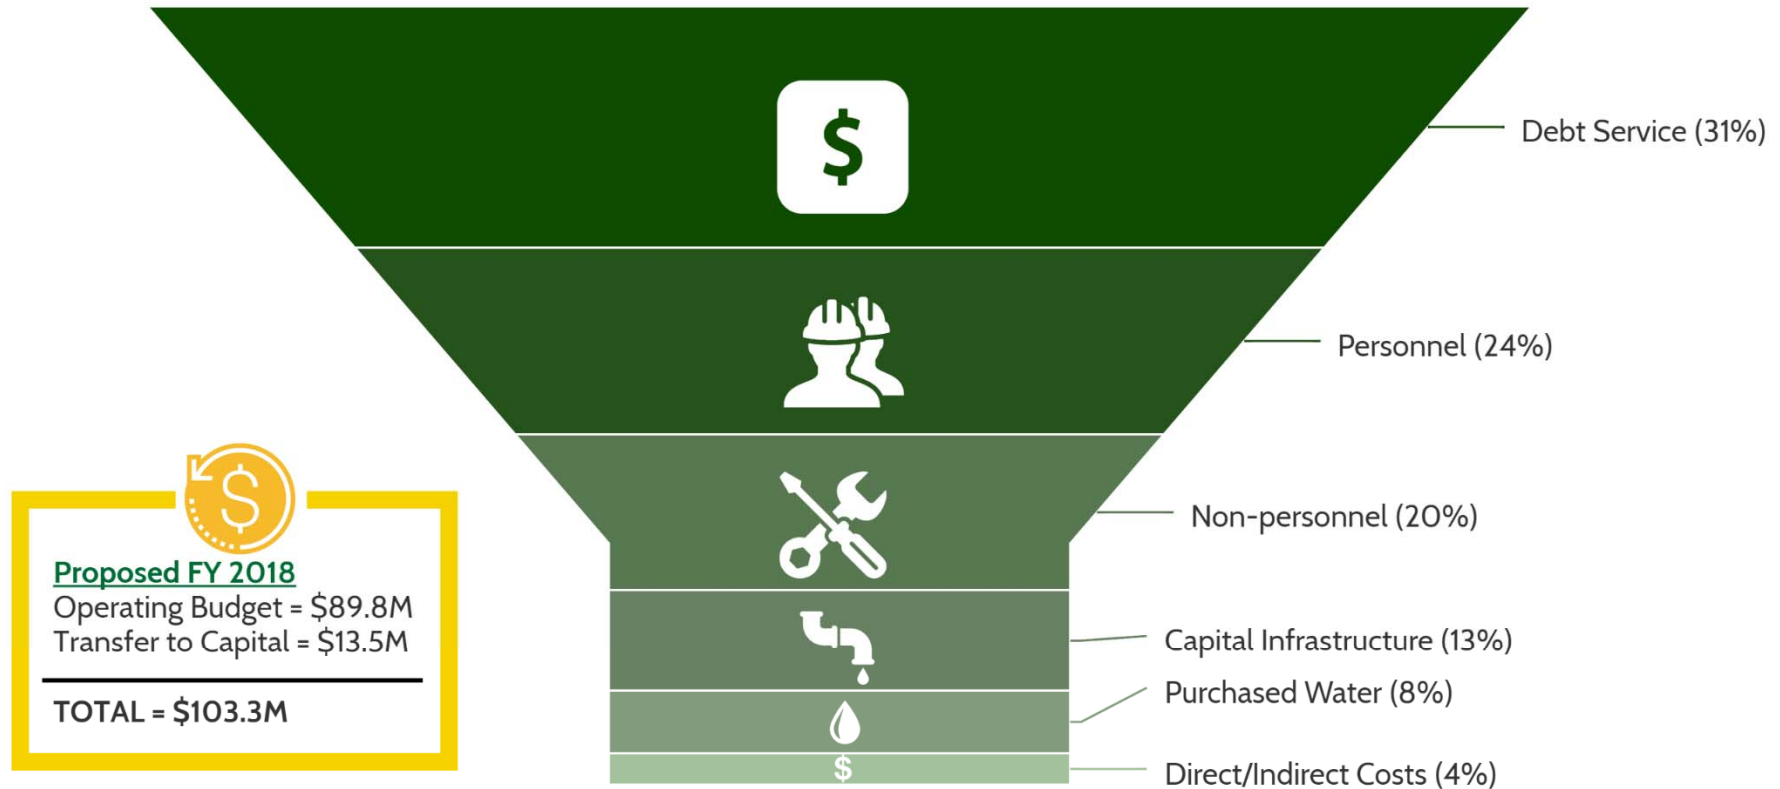 $
Debt Service (31%)
Personnel (24%)
Non-personnel (20%)
Capital Infrastructure (13%)
Purchased Water (8%)
$
Direct/Indirect Costs (4%)
$
Proposed FY 2018
Operating Budget = $89.8M
Transfer to Capital = $13.5M
TOTAL = $103.3M